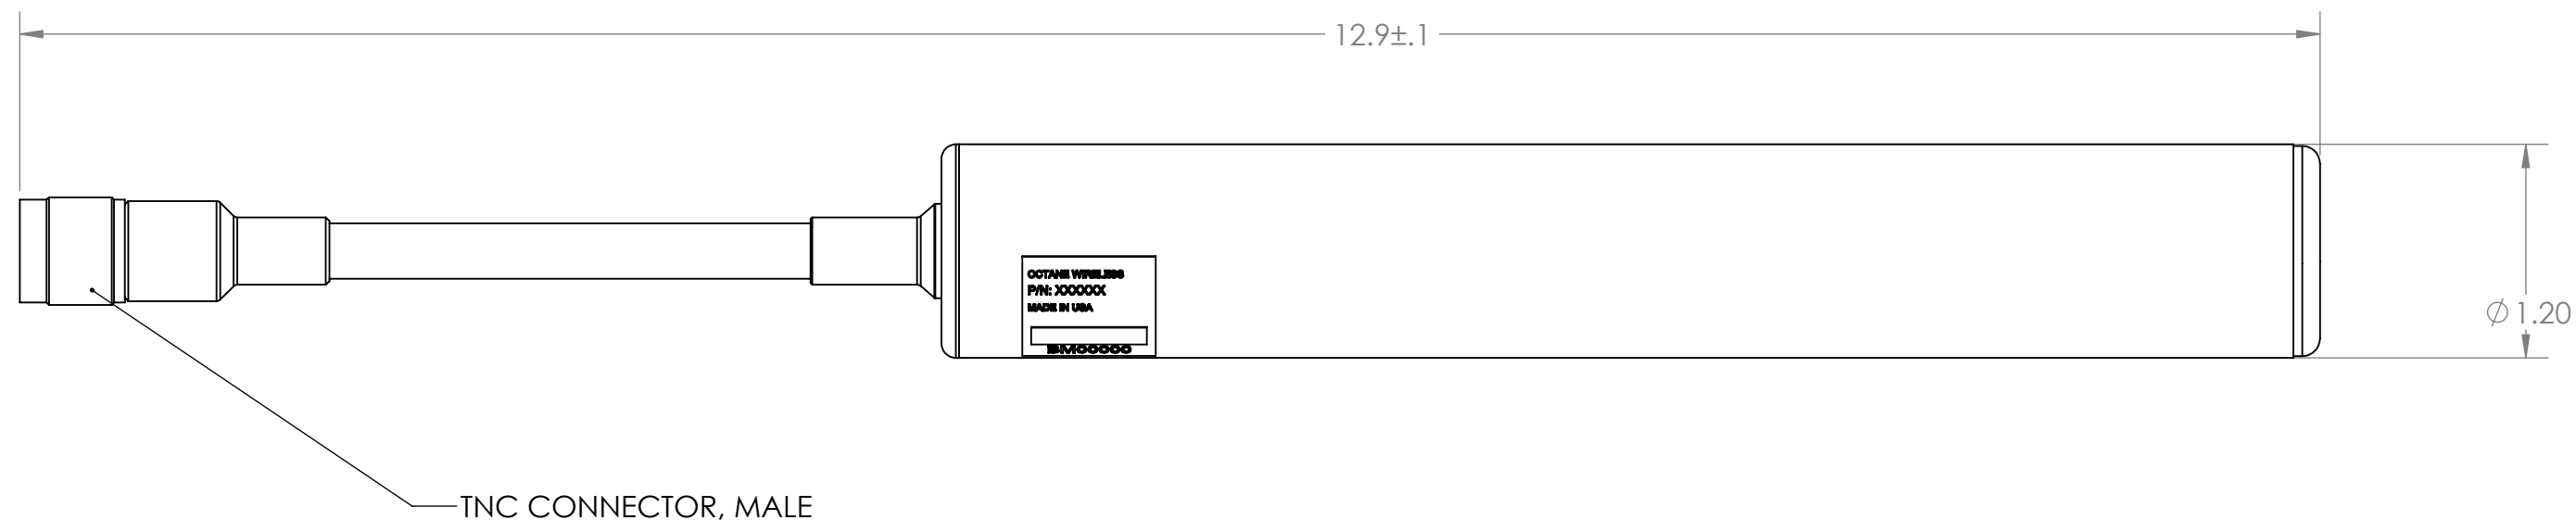 12.9±.1
OCTANE WIRELESS
P/N: XXXXXX
MADE IN USA
∅ 1.20
TNC CONNECTOR, MALE